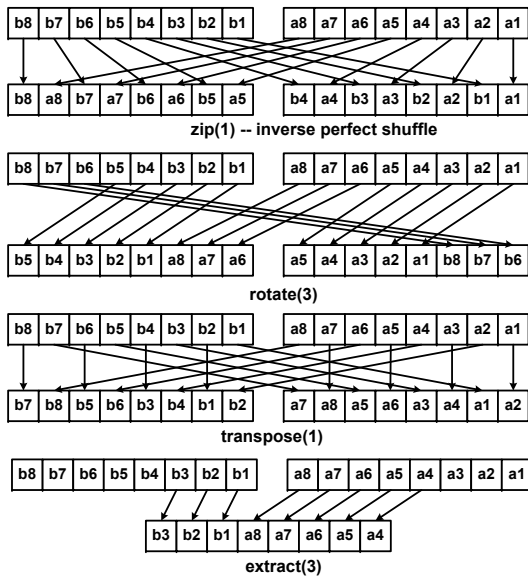 b8 b7 b6 b5 b4 b3 b2 b1 a8 a7 a6 a5 a4 a3 a2 a1
b8 a8 b7 a7 b6 a6 b5 a5 b4 a4 b3 a3 b2 a2 b1 a1
zip(1) -- inverse perfect shuffle
b8 b7 b6 b5 b4 b3 b2 b1 a8 a7 a6 a5 a4 a3 a2 a1
b5 b4 b3 b2 b1 a8 a7 a6 a5 a4 a3 a2 a1 b8 b7 b6
rotate(3)
b8 b7 b6 b5 b4 b3 b2 b1 a8 a7 a6 a5 a4 a3 a2 a1
b7 b8 b5 b6 b3 b4 b1 b2 a7 a8 a5 a6 a3 a4 a1 a2
transpose(1)
b8 b7 b6 b5 b4 b3 b2 b1 a8 a7 a6 a5 a4 a3 a2 a1
b3 b2 b1 a8 a7 a6 a5 a4
extract(3)